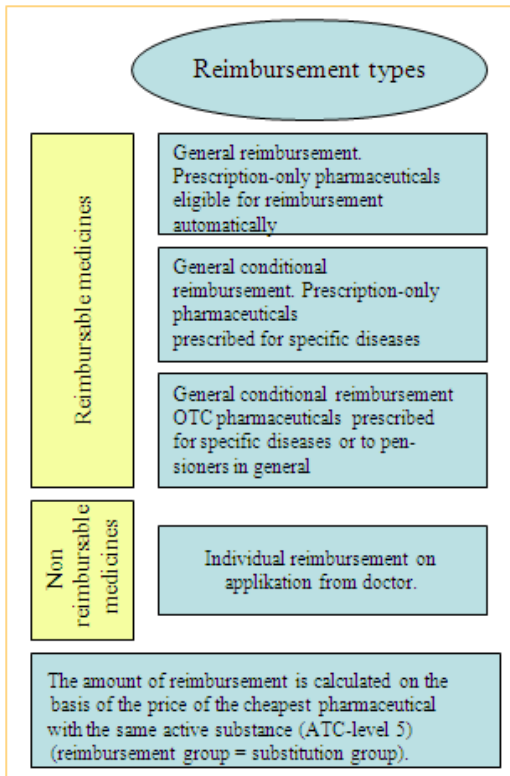 Reimbursement types
Reimbursable medicines
General reimbursement.
Prescription-only pharmaceuticals
eligible for reimbursement
automatically
General conditional
reimbursement. Prescription-only
pharmaceuticals
prescribed for specific diseases
General conditional reimbursement
OTC pharmaceuticals prescribed
for specific diseases or to pen-
sioners in general
Non
reimbursable
medicines
Individual reimbursement on
applikation from doctor.
The amount of reimbursement is calculated on the
basis of the price of the cheapest pharmaceutical
with the same active substance (ATC-level 5)
(reimbursement group = substitution group).